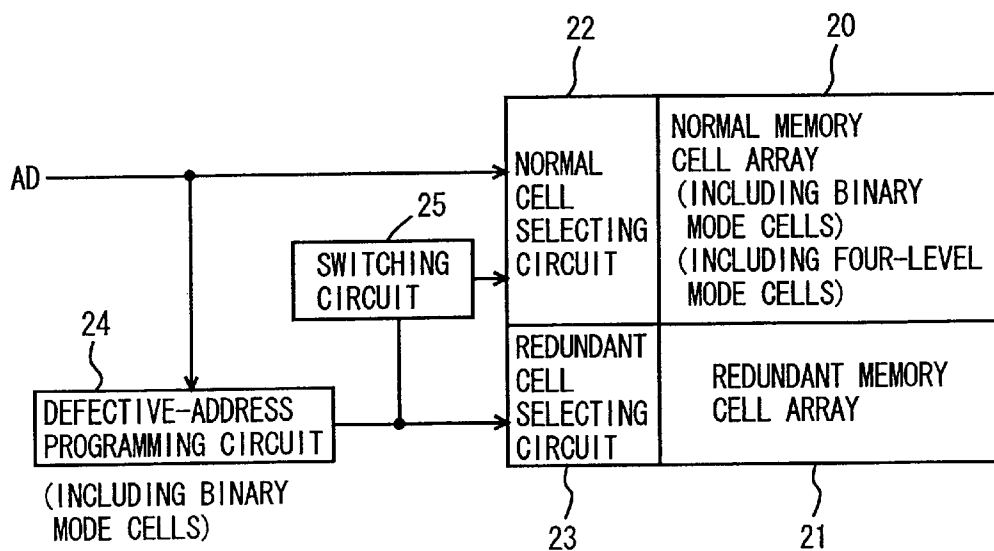 22
20
AD
NORMAL
CELL
SELECTING
CIRCUIT
NORMAL MEMORY
CELL ARRAY
(INCLUDING BINARY
MODE CELLS)
(INCLUDING FOUR-LEVEL
MODE CELLS)
25
SWITCHING
CIRCUIT
24
DEFECTIVE-ADDRESS
PROGRAMMING CIRCUIT
(INCLUDING BINARY
MODE CELLS)
REDUNDANT
CELL
SELECTING
CIRCUIT
REDUNDANT MEMORY
CELL ARRAY
23
21